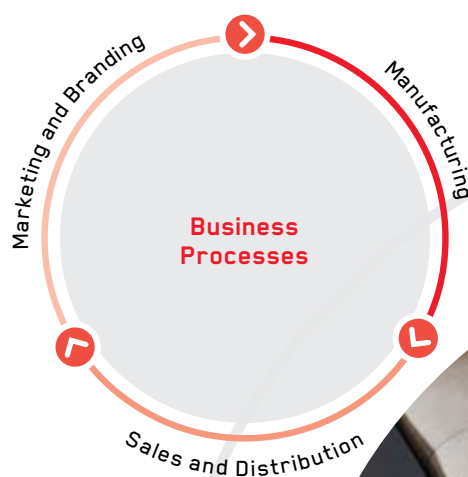 Marketing and Branding
Manufacturing
Business
Processes
Sales and Distribution